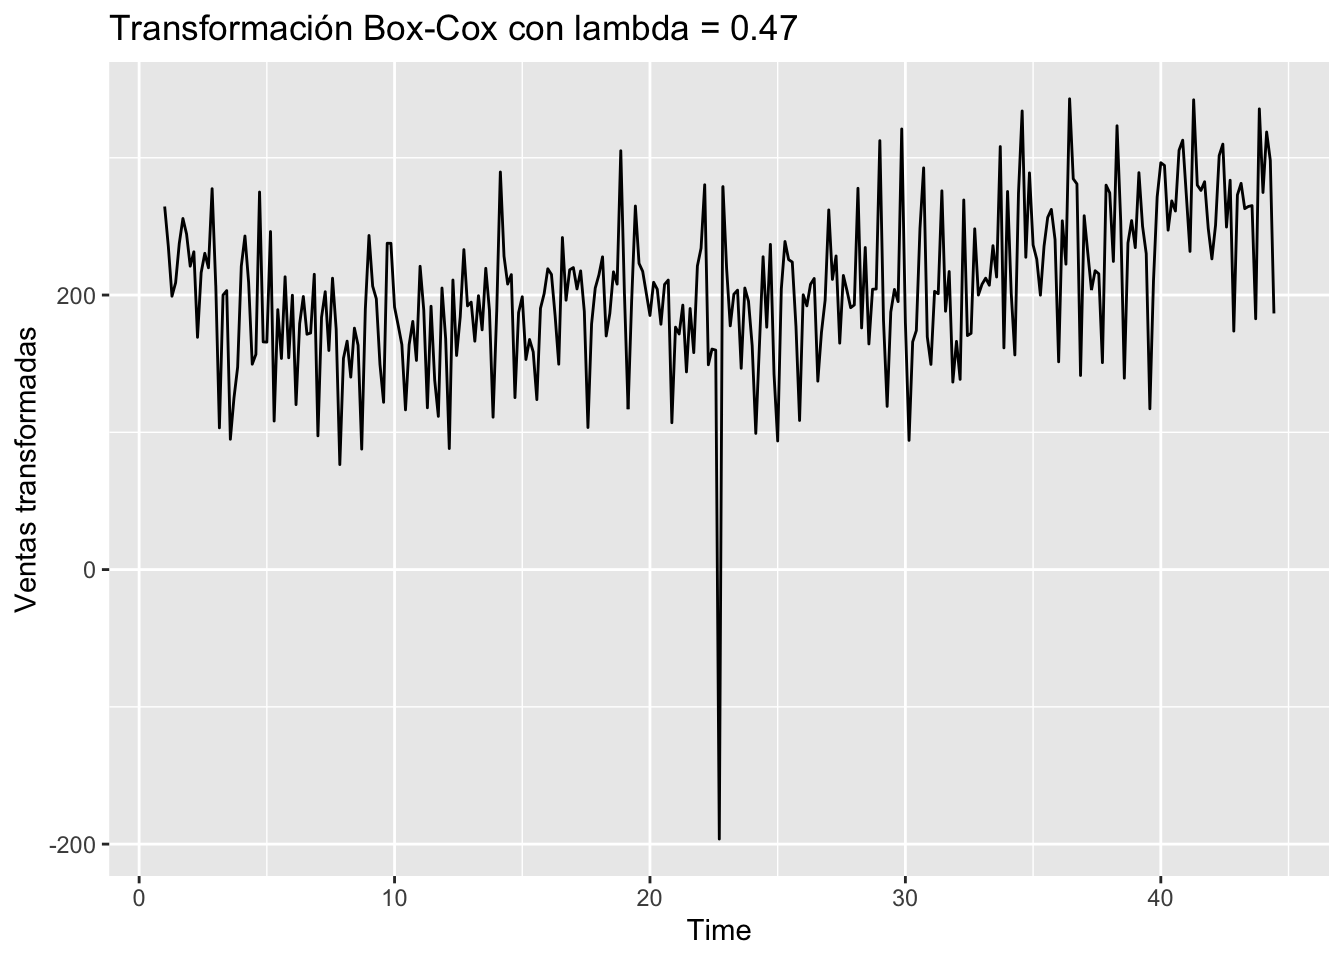 Transformación Box-Cox con lambda = 0.47
Ventas transformadas
200
0
-200
0 10 20 30 40
Time